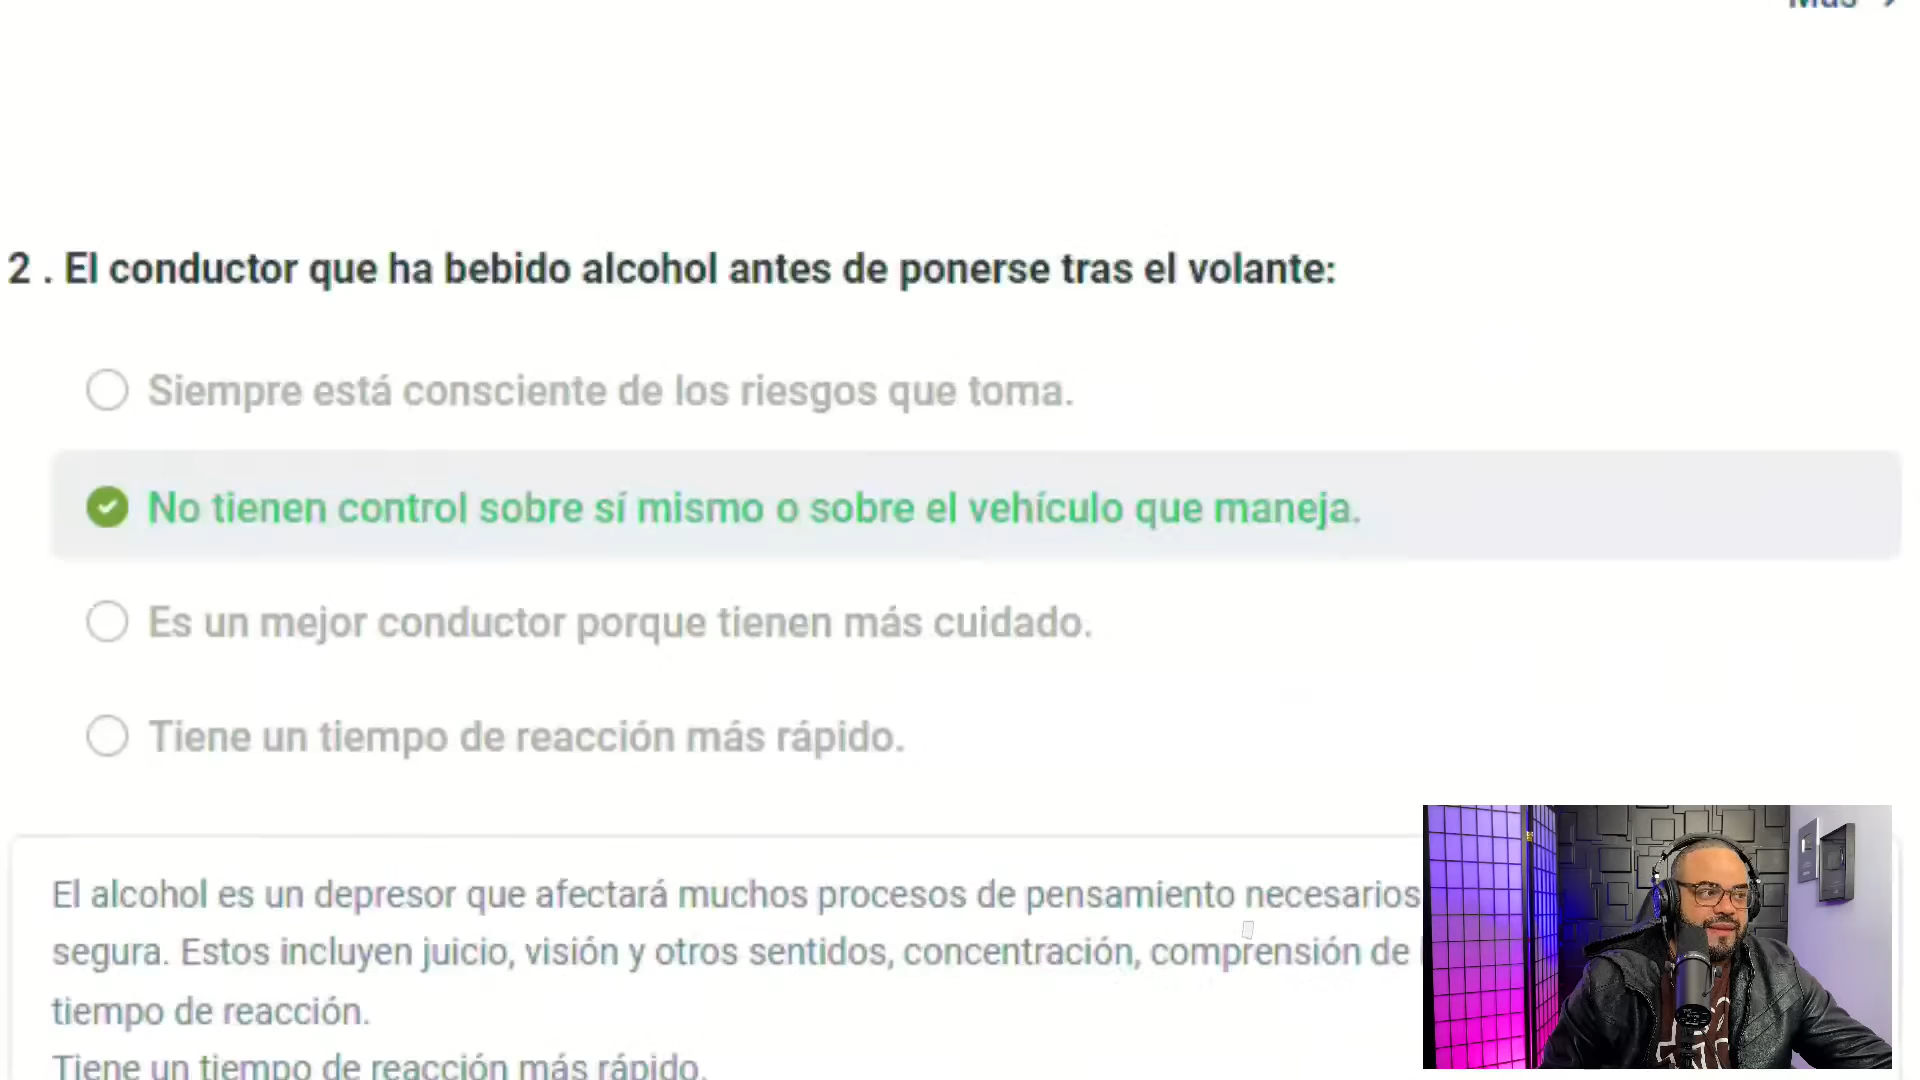 Más
2 . El conductor que ha bebido alcohol antes de ponerse tras el volante:
Siempre está consciente de los riesgos que toma.
No tienen control sobre sí mismo o sobre el vehículo que maneja.
Es un mejor conductor porque tienen más cuidado.
Tiene un tiempo de reacción más rápido.
El alcohol es un depresor que afectará muchos procesos de pensamiento necesarios
segura. Estos incluyen juicio, visión y otros sentidos, concentración, comprensión de
tiempo de reacción.
Tiene un tiempo de reacción más rápido.